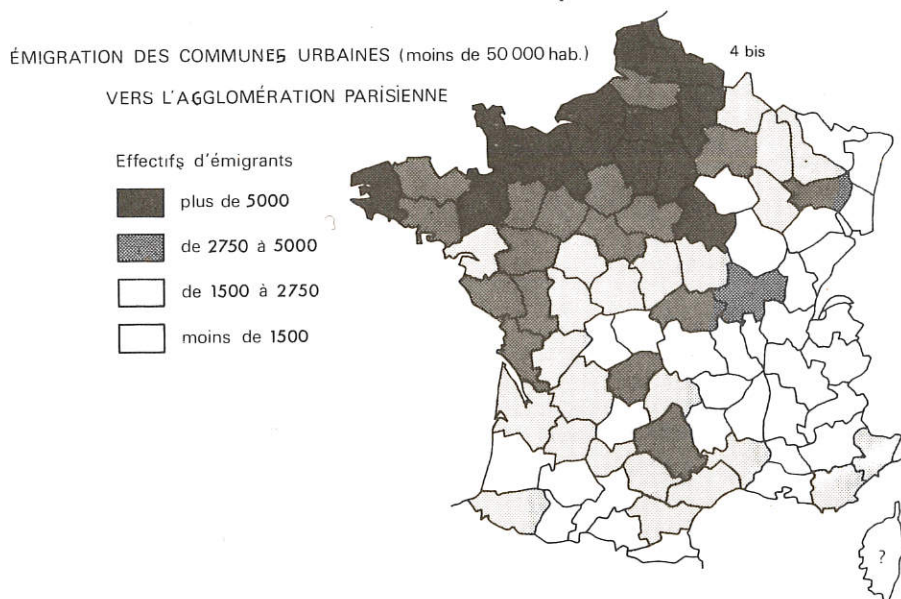 ÉMIGRATION DES COMMUNES URBAINES (moins de 50 000 hab.)
4 bis
VERS L'AGGLOMÉRATION PARISIENNE
Effectifs d'émigrants
plus de 5000
de 2750 à 5000
de 1500 à 2750
moins de 1500
?